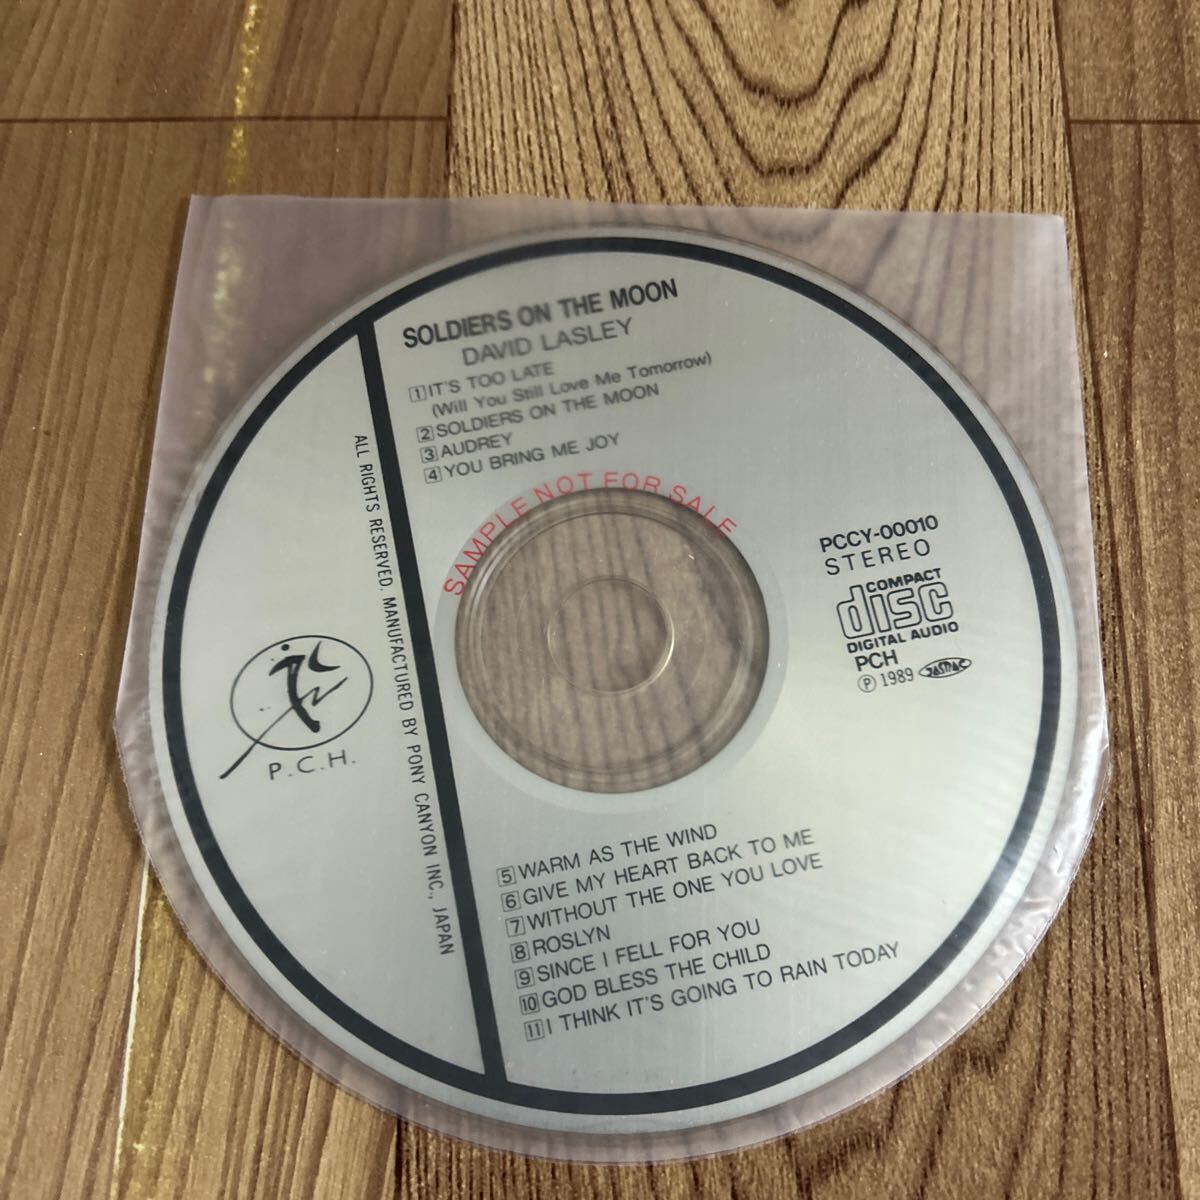 SOLDIERS ON THE MOON
DAVID LASLEY
1 IT'S TOO LATE
(Will You Still Love Me Tomorrow)
2 SOLDIERS ON THE MOON
3 AUDREY
4 YOU BRING ME JOY
SAMPLE NOT FOR SALE
PCCY-00010
STEREO
COMPACT
disc
DIGITAL AUDIO
PCH
Ⓟ 1989 JASRAC
ALL RIGHTS RESERVED, MANUFACTURED BY PONY CANYON INC., JAPAN
P.C.H.
5 WARM AS THE WIND
6 GIVE MY HEART BACK TO ME
7 WITHOUT THE ONE YOU LOVE
8 ROSLYN
9 SINCE I FELL FOR YOU
10 GOD BLESS THE CHILD
11 I THINK IT'S GOING TO RAIN TODAY